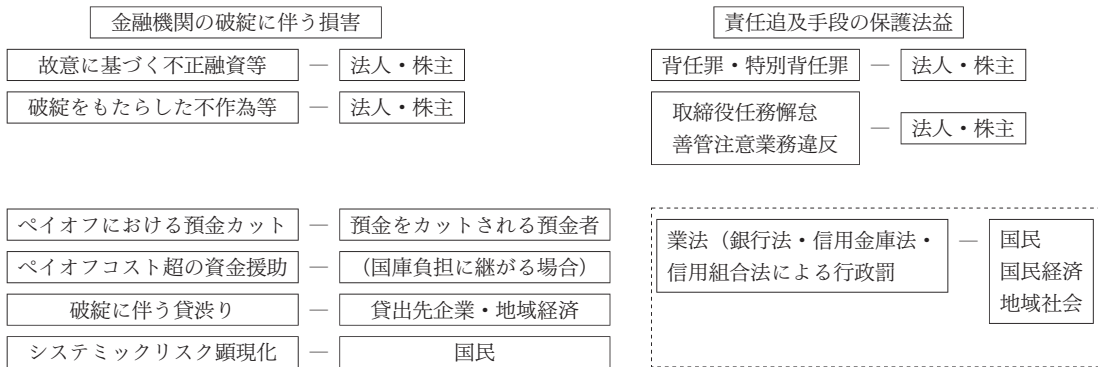 金融機関の破綻に伴う損害
責任追及手段の保護法益
故意に基づく不正融資等 — 法人・株主
背任罪・特別背任罪 — 法人・株主
破綻をもたらした不作為等 — 法人・株主
取締役任務懈怠
善管注意業務違反 — 法人・株主
ペイオフにおける預金カット — 預金をカットされる預金者
ペイオフコスト超の資金援助 — （国庫負担に継がる場合）
破綻に伴う貸渋り — 貸出先企業・地域経済
システミックリスク顕現化 — 国民
業法（銀行法・信用金庫法・
信用組合法による行政罰 —
国民
国民経済
地域社会